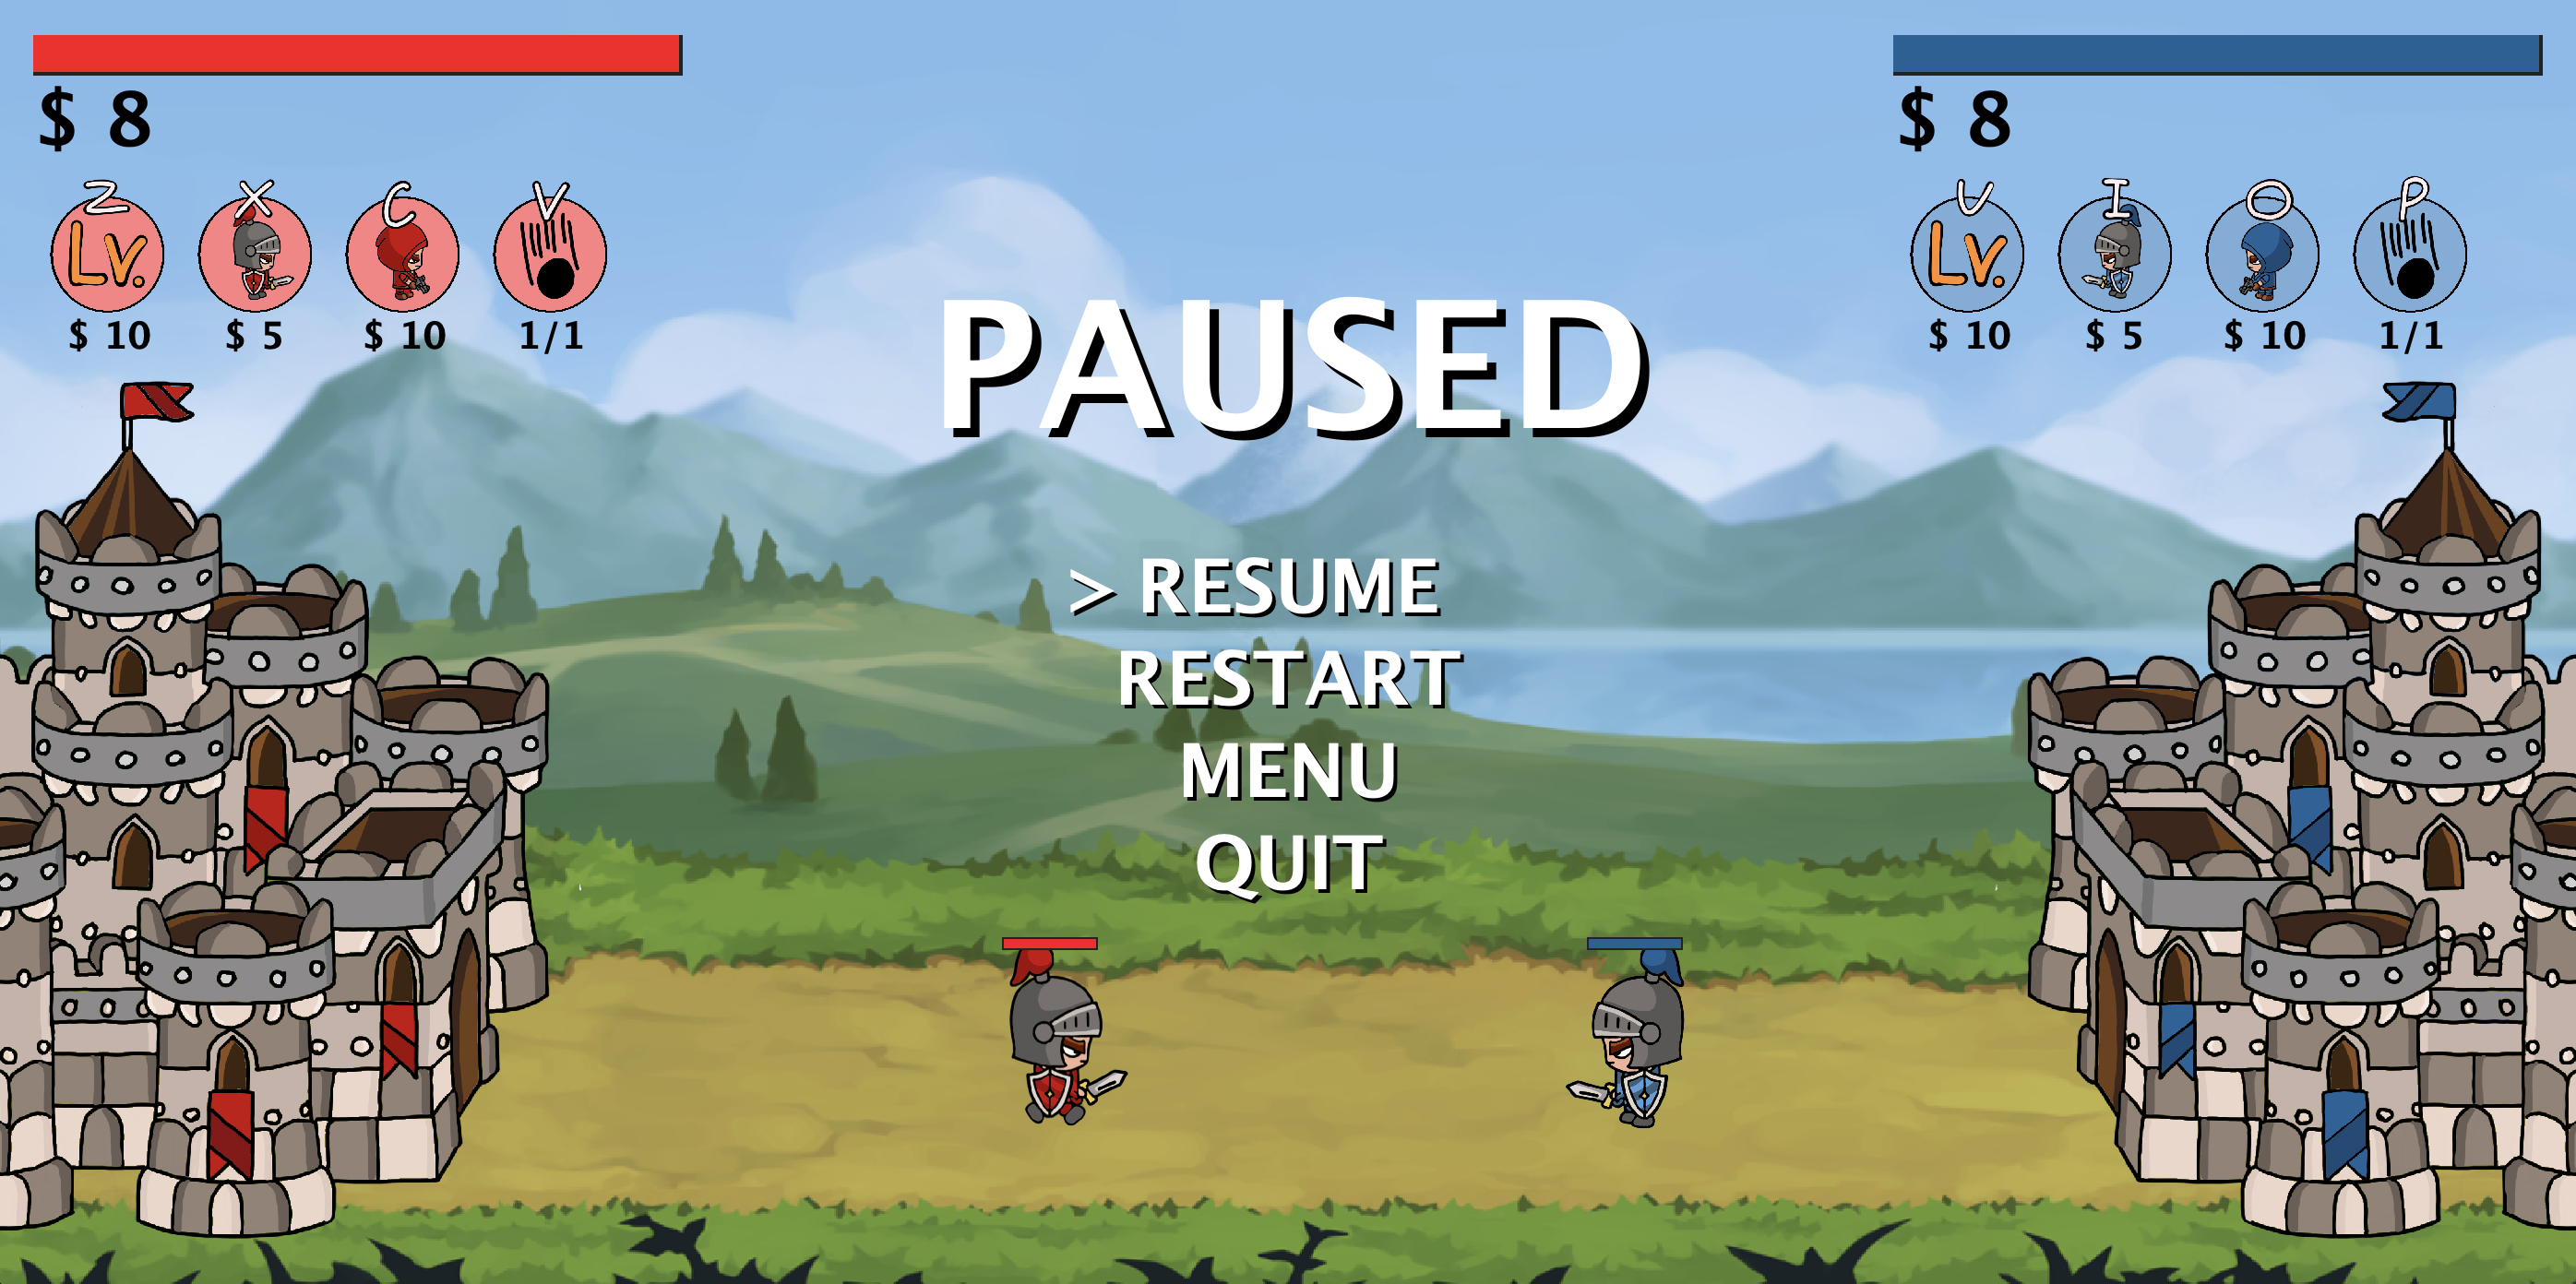 $ 8
Z X C V
Lv.
$ 10 $ 5 $ 10 1/1
$ 8
U I O P
Lv.
$ 10 $ 5 $ 10 1/1
PAUSED
> RESUME
RESTART
MENU
QUIT